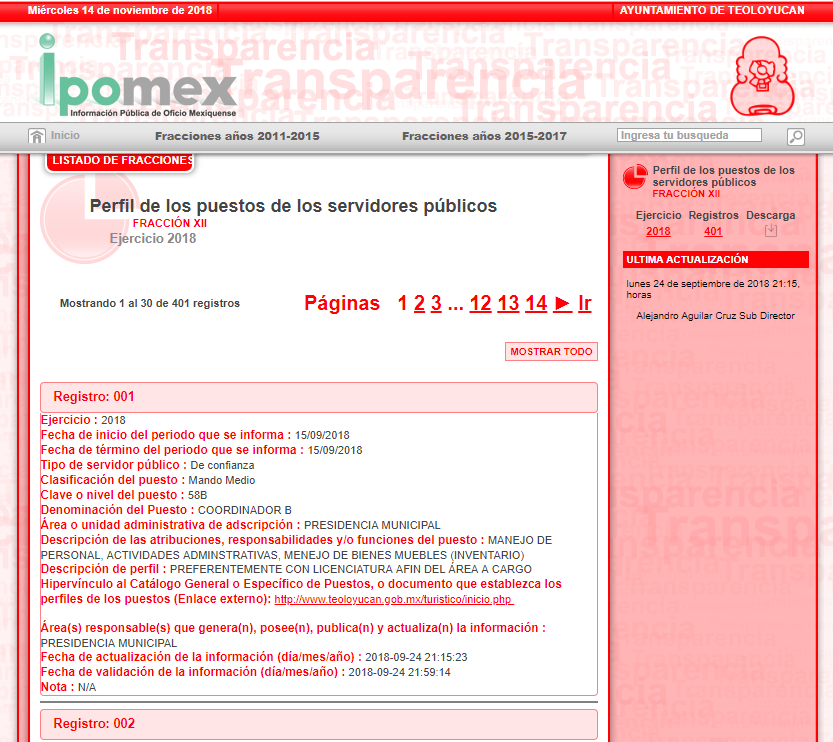 Miércoles 14 de noviembre de 2018
AYUNTAMIENTO DE TEOLOYUCAN
Transparencia
ipomex
Información Pública de Oficio Mexiquense
Inicio
Fracciones años 2011-2015
Fracciones años 2015-2017
Ingresa tu busqueda
LISTADO DE FRACCIONES
Perfil de los puestos de los servidores públicos
FRACCIÓN XII
Ejercicio 2018
Mostrando 1 al 30 de 401 registros
Páginas 1 2 3 ... 12 13 14 ► Ir
MOSTRAR TODO
Registro: 001
Ejercicio : 2018
Fecha de inicio del periodo que se informa : 15/09/2018
Fecha de término del periodo que se informa : 15/09/2018
Tipo de servidor público : De confianza
Clasificación del puesto : Mando Medio
Clave o nivel del puesto : 58B
Denominación del Puesto : COORDINADOR B
Área o unidad administrativa de adscripción : PRESIDENCIA MUNICIPAL
Descripción de las atribuciones, responsabilidades y/o funciones del puesto : MANEJO DE
PERSONAL, ACTIVIDADES ADMINSTRATIVAS, MENEJO DE BIENES MUEBLES (INVENTARIO)
Descripción de perfil : PREFERENTEMENTE CON LICENCIATURA AFIN DEL ÁREA A CARGO
Hipervínculo al Catálogo General o Específico de Puestos, o documento que establezca los
perfiles de los puestos (Enlace externo): http://www.teoloyucan.gob.mx/turistico/inicio.php
Área(s) responsable(s) que genera(n), posee(n), publica(n) y actualiza(n) la información :
PRESIDENCIA MUNICIPAL
Fecha de actualización de la información (día/mes/año) : 2018-09-24 21:15:23
Fecha de validación de la información (día/mes/año) : 2018-09-24 21:59:14
Nota : N/A
Registro: 002
Perfil de los puestos de los
servidores públicos
FRACCIÓN XII
Ejercicio Registros Descarga
2018 401
ULTIMA ACTUALIZACIÓN
lunes 24 de septiembre de 2018 21:15,
horas
Alejandro Aguilar Cruz Sub Director